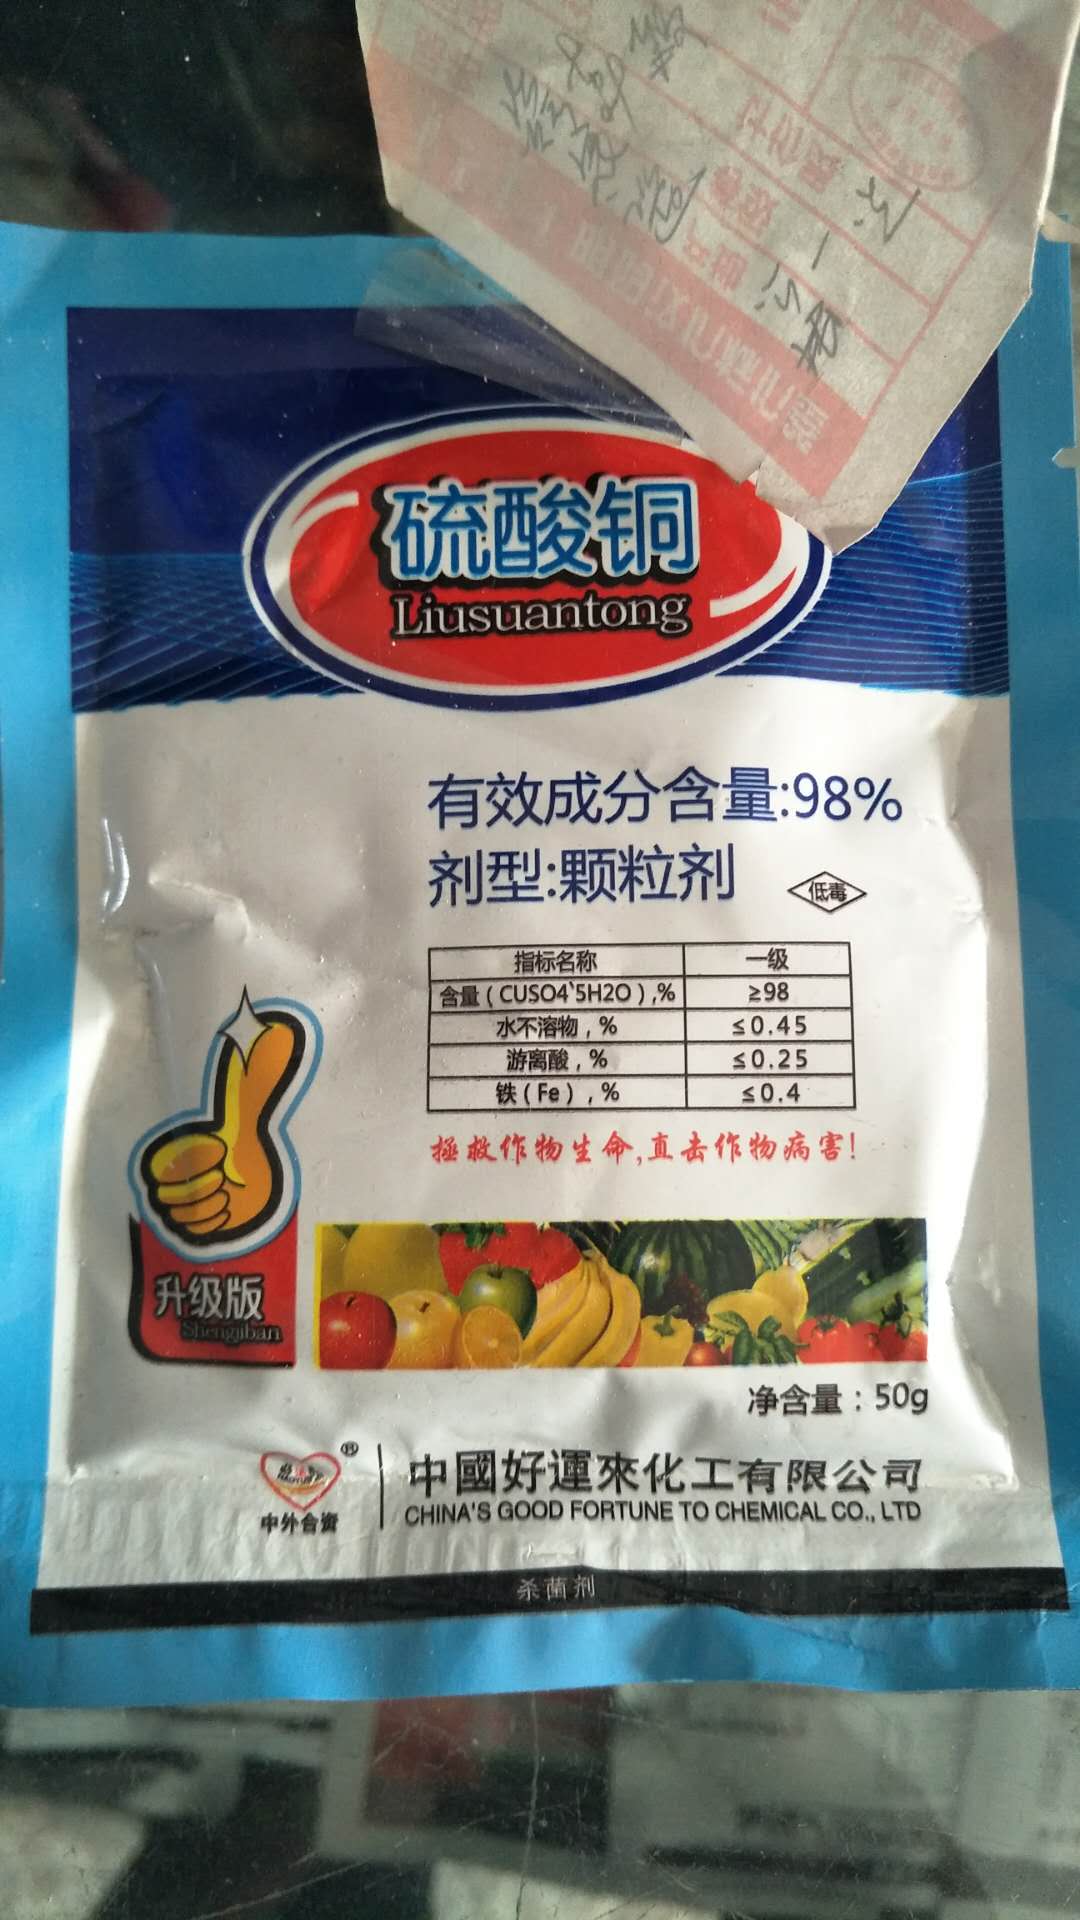 硫酸铜
Liusuantong
有效成分含量:98%
剂型:颗粒剂
低毒
指标名称 一级
含量(CUSO4`5H2O),% ≥98
水不溶物,% ≤0.45
游离酸,% ≤0.25
铁(Fe),% ≤0.4
拯救作物生命,直击作物病害!
升级版
Shengjiban
净含量:50g
®
中外合资
中國好運來化工有限公司
CHINA'S GOOD FORTUNE TO CHEMICAL CO., LTD
杀菌剂